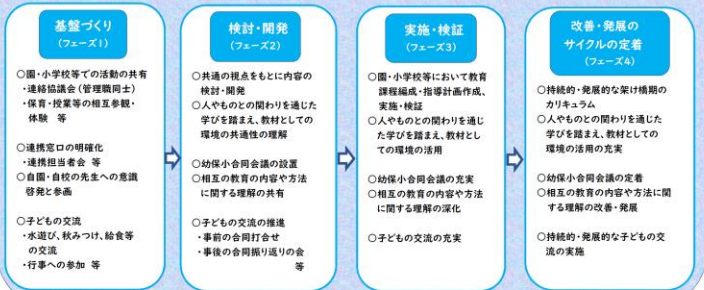 基盤づくり
(フェーズ1)
○園・小学校等での活動の共有
・連絡協議会(管理職同士)
・保育・授業等の相互参観・
体験 等
○連携窓口の明確化
・連携担当者会 等
○自園・自校の先生への意識
啓発と参画
○子どもの交流
・水遊び、秋みつけ、給食等
の交流
・行事への参加 等
検討・開発
(フェーズ2)
○共通の視点をもとに内容の
検討・開発
○人やものとの関わりを通じた
学びを踏まえ、教材としての
環境の共通性の理解
○幼保小合同会議の設置
○相互の教育の内容や方法
に関する理解の共有
○子どもの交流の推進
・事前の合同打合せ
・事後の合同振り返りの会
等
実施・検証
(フェーズ3)
○園・小学校等において教育
課程編成・指導計画作成、
実施・検証
○人やものとの関わりを通じ
た学びを踏まえ、教材とし
ての環境の活用
○幼保小合同会議の充実
○相互の教育の内容や方法
に関する理解の深化
○子どもの交流の充実
改善・発展の
サイクルの定着
(フェーズ4)
○持続的・発展的な架け橋期の
カリキュラム
○人やものとの関わりを通じた
学びを踏まえ、教材としての
環境の活用の充実
○幼保小合同会議の定着
○相互の教育の内容や方法に関
する理解の改善・発展
○持続的・発展的な子どもの交
流の実施